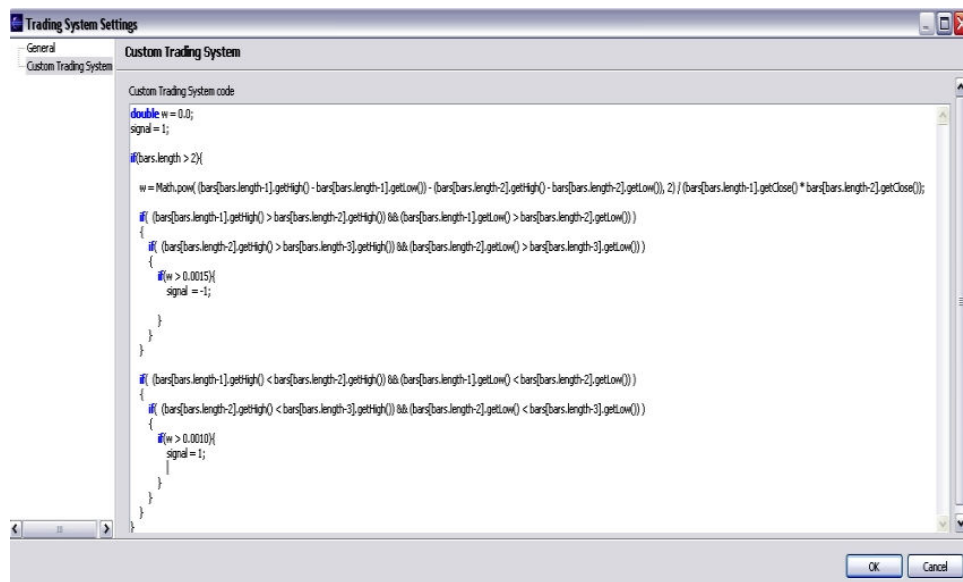 Trading System Settings
General
Custom Trading System
Custom Trading System
Custom Trading System code
double w = 0.0;
signal = 1;
if(bars.length > 2){
w = Math.pow( (bars[bars.length-1].getHigh() - bars[bars.length-1].getLow()) - (bars[bars.length-2].getHigh() - bars[bars.length-2].getLow()), 2) / (bars[bars.length-1].getClose() * bars[bars.length-2].getClose());
if( (bars[bars.length-1].getHigh() > bars[bars.length-2].getHigh()) && (bars[bars.length-1].getLow() > bars[bars.length-2].getLow()) )
{
if( (bars[bars.length-2].getHigh() > bars[bars.length-3].getHigh()) && (bars[bars.length-2].getLow() > bars[bars.length-3].getLow()) )
{
if(w > 0.0015){
signal = -1;
}
}
}
if( (bars[bars.length-1].getHigh() < bars[bars.length-2].getHigh()) && (bars[bars.length-1].getLow() < bars[bars.length-2].getLow()) )
{
if( (bars[bars.length-2].getHigh() < bars[bars.length-3].getHigh()) && (bars[bars.length-2].getLow() < bars[bars.length-3].getLow()) )
{
if(w > 0.0010){
signal = 1;
}
}
}
}
OK Cancel